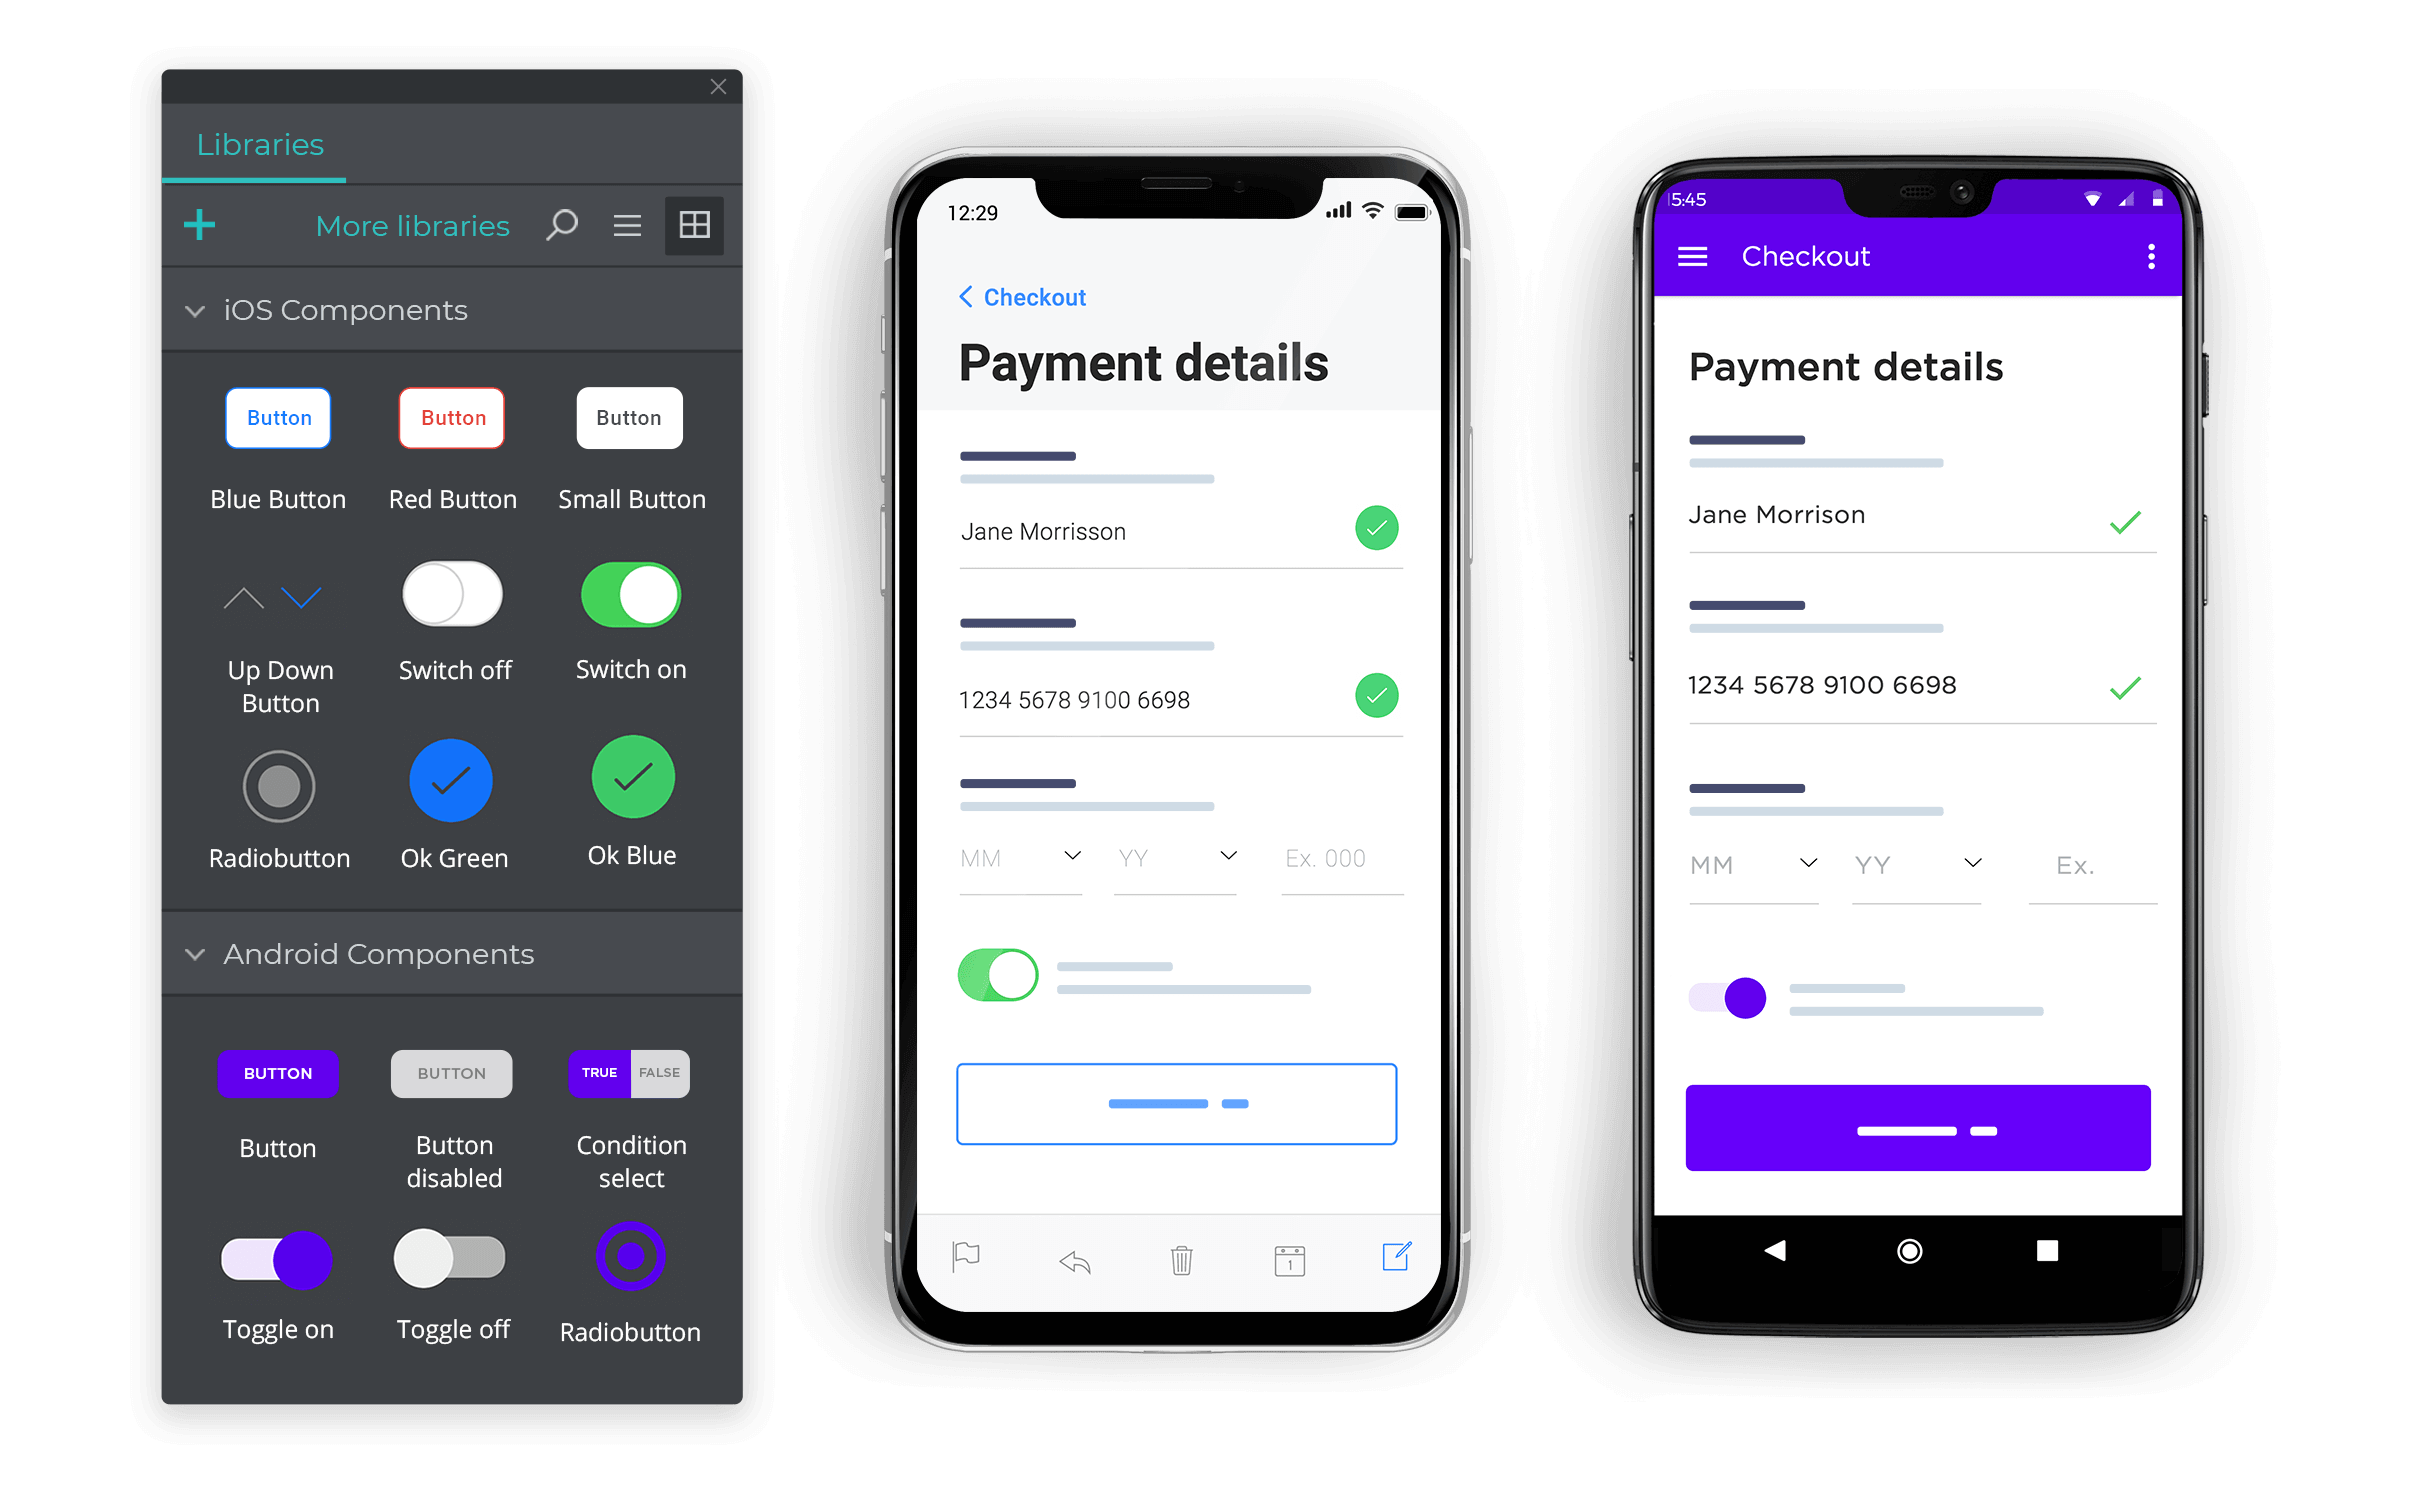 Libraries
More libraries
iOS Components
Button
Button
Button
Blue Button
Red Button
Small Button
Up Down
Button
Switch off
Switch on
Radiobutton
Ok Green
Ok Blue
Android Components
BUTTON
BUTTON
TRUE
FALSE
Button
Button
disabled
Condition
select
Toggle on
Toggle off
Radiobutton
12:29
Checkout
Payment details
Jane Morrisson
1234 5678 9100 6698
MM
YY
Ex. 000
1
5:45
Checkout
Payment details
Jane Morrison
1234 5678 9100 6698
MM
YY
Ex.